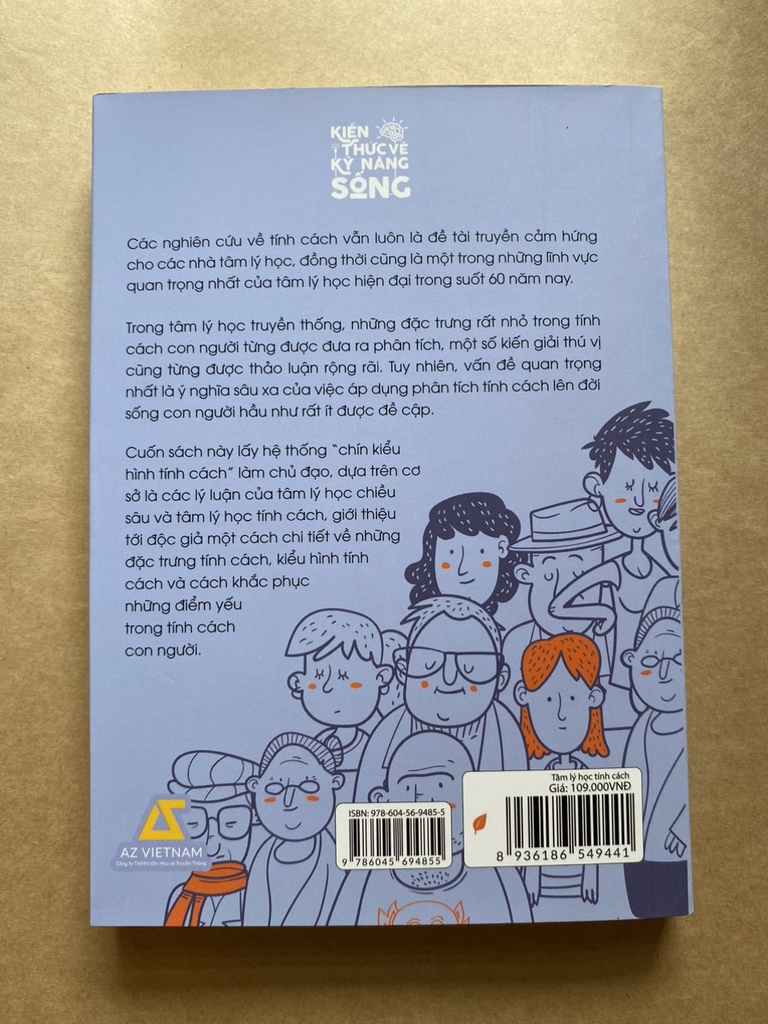 KIẾN
THỨC VỀ
KỸ NĂNG
SỐNG
Các nghiên cứu về tính cách vẫn luôn là đề tài truyền cảm hứng
cho các nhà tâm lý học, đồng thời cũng là một trong những lĩnh vực
quan trọng nhất của tâm lý học hiện đại trong suốt 60 năm nay.
Trong tâm lý học truyền thống, những đặc trưng rất nhỏ trong tính
cách con người từng được đưa ra phân tích, một số kiến giải thú vị
cũng từng được thảo luận rộng rãi. Tuy nhiên, vấn đề quan trọng
nhất là ý nghĩa sâu xa của việc áp dụng phân tích tính cách lên đời
sống con người hầu như rất ít được đề cập.
Cuốn sách này lấy hệ thống “chín kiểu
hình tính cách” làm chủ đạo, dựa trên cơ
sở là các lý luận của tâm lý học chiều
sâu và tâm lý học tính cách, giới thiệu
tới độc giả một cách chi tiết về những
đặc trưng tính cách, kiểu hình tính
cách và cách khắc phục
những điểm yếu
trong tính cách
con người.
AZ VIETNAM
Công ty TNHH Văn Hóa và Truyền Thông
ISBN: 978-604-56-9485-5
9 786045 694855
Tâm lý học tính cách
Giá: 109.000VNĐ
8 936186 549441